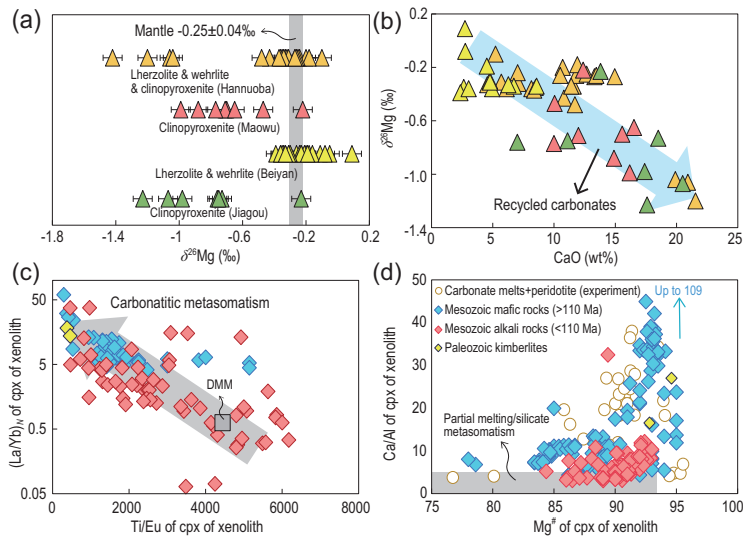 (a)
Mantle -0.25±0.04‰
Lherzolite & wehrlite
& clinopyroxenite (Hannuoba)
Clinopyroxenite (Maowu)
Lherzolite & wehrlite (Beiyan)
Clinopyroxenite (Jiagou)
-1.8 -1.4 -1 -0.6 -0.2 0.2
δ²⁶Mg (‰)
(b)
δ²⁶Mg (‰)
0.2
-0.2
-0.6
-1.0
-1.4
Recycled carbonates
0 5 10 15 20 25
CaO (wt%)
(c)
(La/Yb)N of cpx of xenolith
50
5
0.5
0.05
Carbonatitic metasomatism
DMM
0 2000 4000 6000 8000
Ti/Eu of cpx of xenolith
(d)
Ca/Al of cpx of xenolith
50
40
30
20
10
0
Carbonate melts+peridotite (experiment)
Up to 109
Mesozoic mafic rocks (>110 Ma)
Mesozoic alkali rocks (<110 Ma)
Paleozoic kimberlites
Partial melting/silicate
metasomatism
75 80 85 90 95 100
Mg# of cpx of xenolith